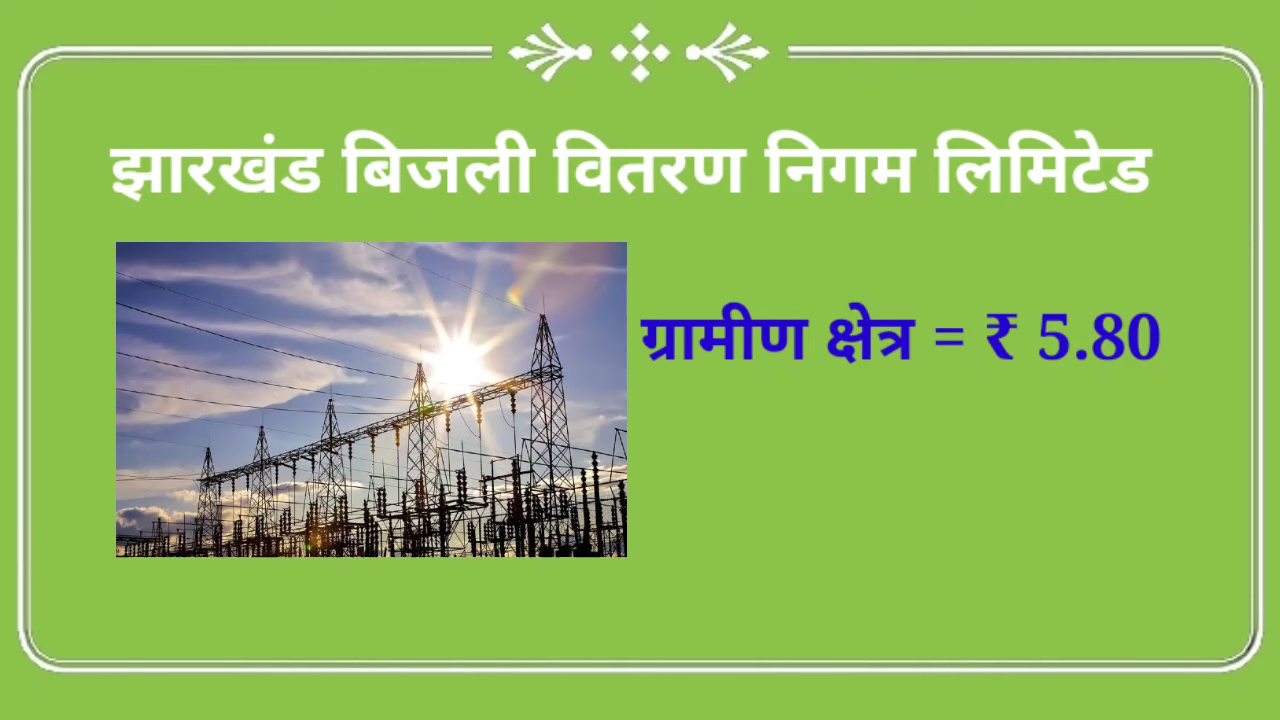 झारखंड बिजली वितरण निगम लिमिटेड
ग्रामीण क्षेत्र = ₹ 5.80